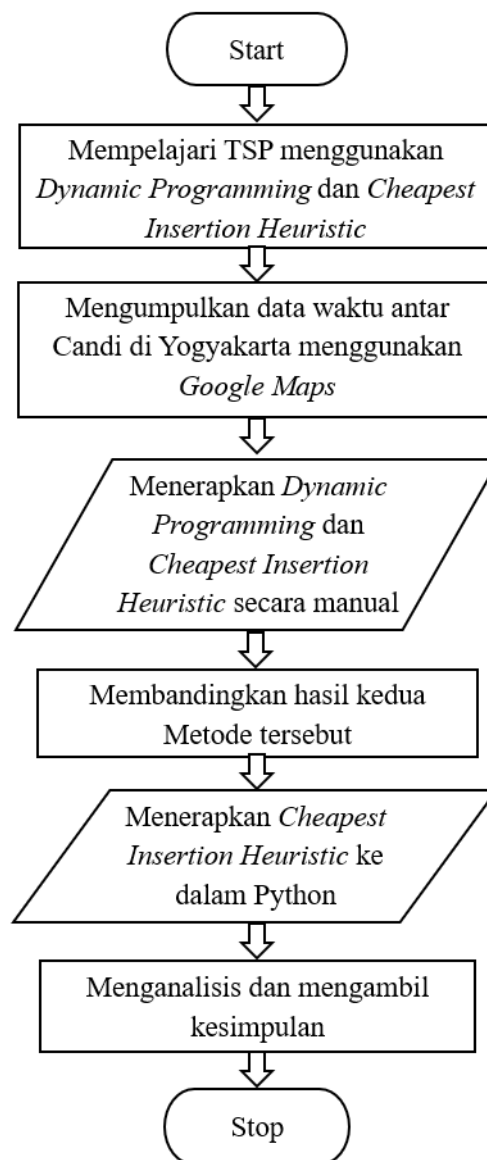 Start
Mempelajari TSP menggunakan
Dynamic Programming dan Cheapest
Insertion Heuristic
Mengumpulkan data waktu antar
Candi di Yogyakarta menggunakan
Google Maps
Menerapkan Dynamic
Programming dan
Cheapest Insertion
Heuristic secara manual
Membandingkan hasil kedua
Metode tersebut
Menerapkan Cheapest
Insertion Heuristic ke
dalam Python
Menganalisis dan mengambil
kesimpulan
Stop